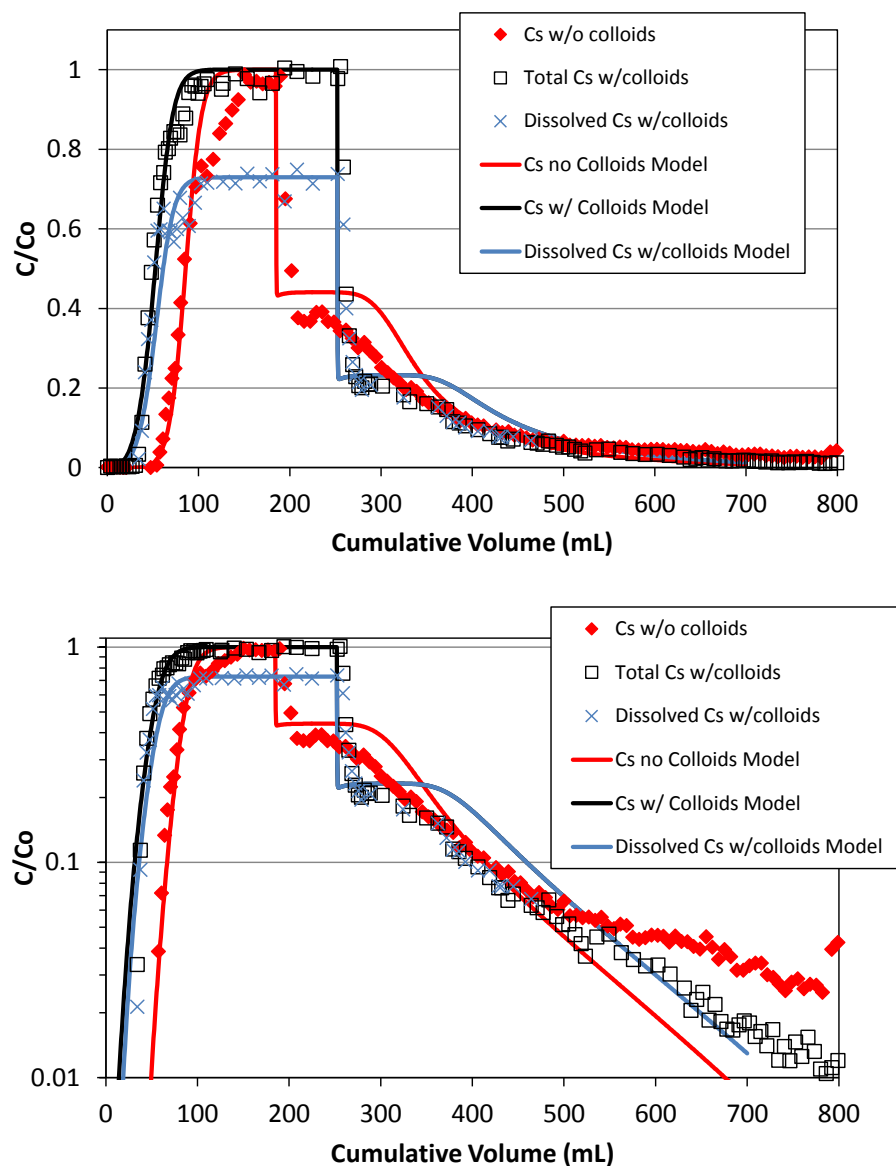 Cs w/o colloids
Total Cs w/colloids
Dissolved Cs w/colloids
Cs no Colloids Model
Cs w/ Colloids Model
Dissolved Cs w/colloids Model
C/Co
1
0.8
0.6
0.4
0.2
0
0 100 200 300 400 500 600 700 800
Cumulative Volume (mL)
Cs w/o colloids
Total Cs w/colloids
Dissolved Cs w/colloids
Cs no Colloids Model
Cs w/ Colloids Model
Dissolved Cs w/colloids Model
C/Co
1
0.1
0.01
0 100 200 300 400 500 600 700 800
Cumulative Volume (mL)